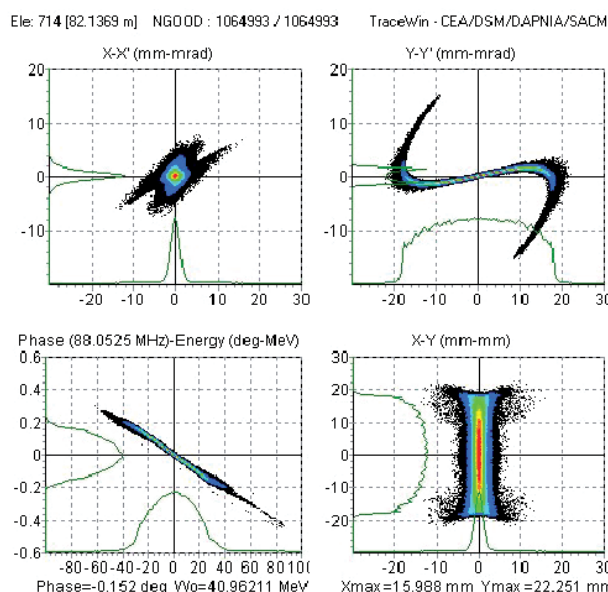 Ele: 714 [82.1369 m] NGOOD : 1064993 / 1064993 TraceWin - CEA/DSM/DAPNIA/SACM
X-X' (mm-mrad)
20
10
0
-10
-20 -10 0 10 20 30
Y-Y' (mm-mrad)
20
10
0
-10
-30 -20 -10 0 10 20 30
Phase (88.0525 MHz)-Energy (deg-MeV)
0.6
0.4
0.2
0
-0.2
-0.4
-0.6
-80 -60 -40 -20 0 20 40 60 80 100
Phase=-0.152 deg Wo=40.96211 MeV
X-Y (mm-mm)
30
20
10
0
-10
-20
-20 -10 0 10 20 30
Xmax=15.988 mm Ymax=22.251 mm